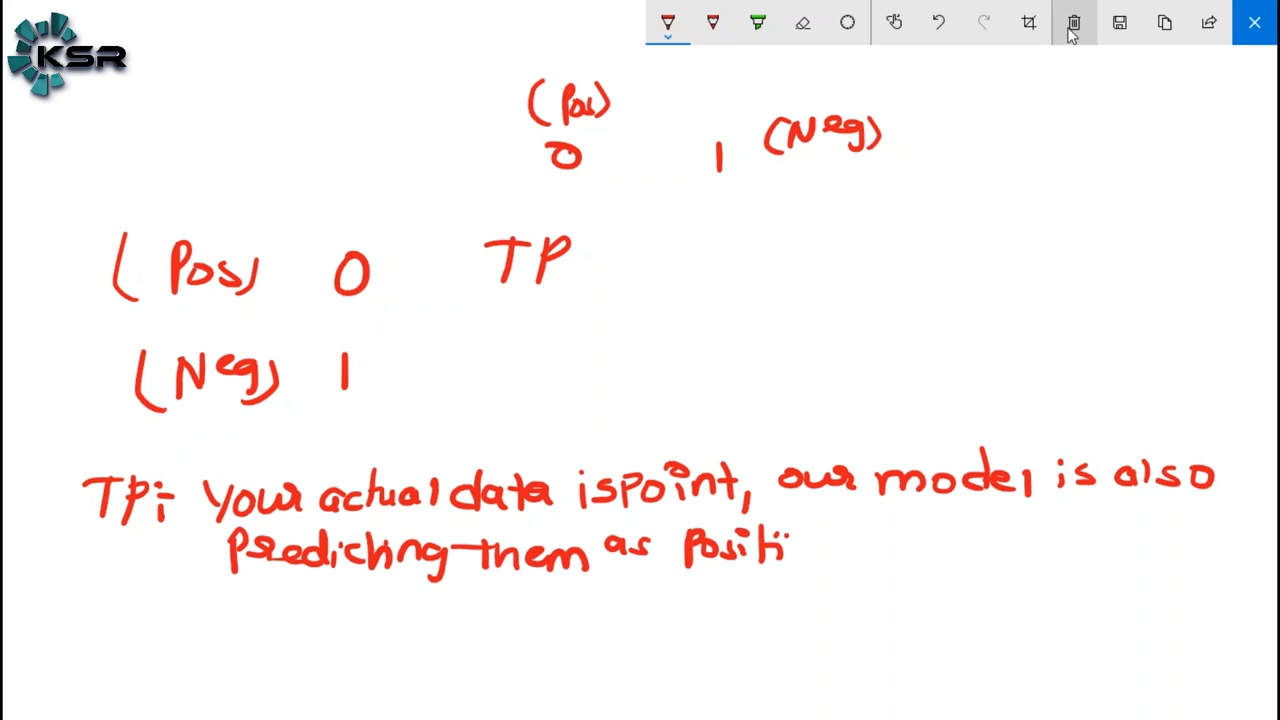 KSR
(Pos)
0 1 (Neg)
(Pos) 0 TP
(Neg) 1
TP:- Your actual data is point, our model is also
Predicting them as Positi